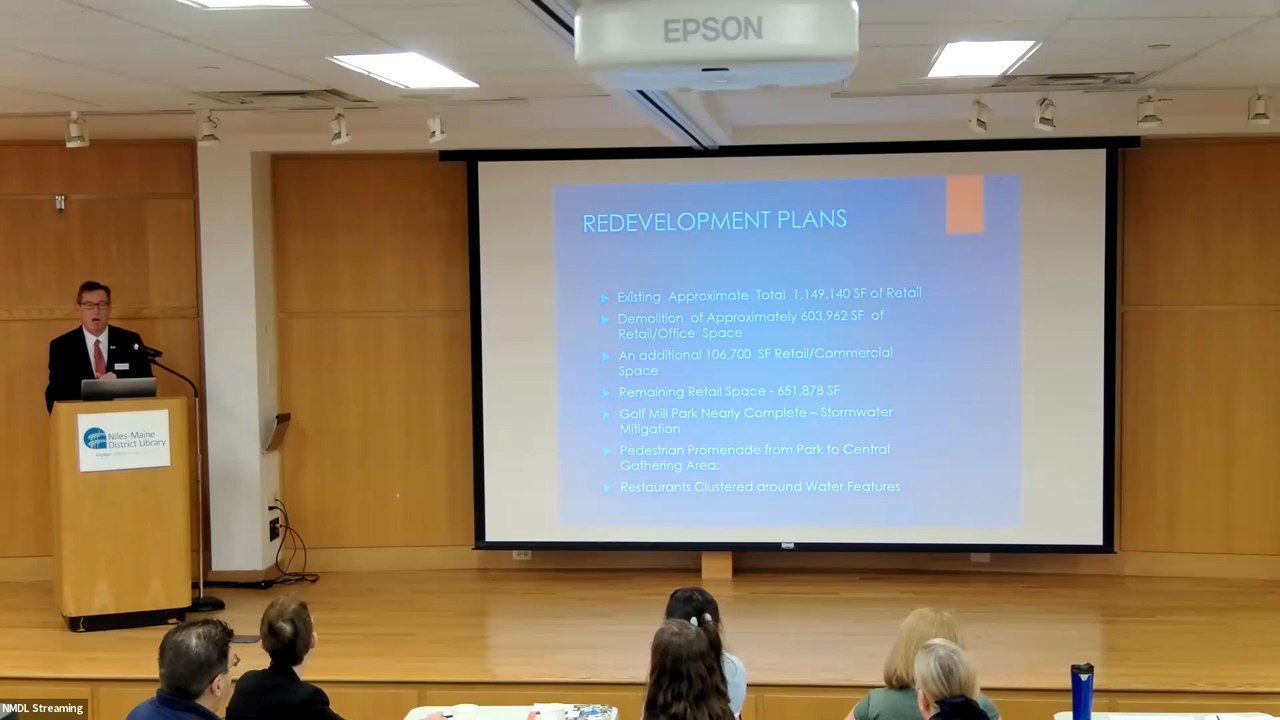 EPSON
REDEVELOPMENT PLANS
Existing Approximate Total 1,149,140 SF of Retail
Demolition of Approximately 603,962 SF of
Retail/Office Space
An additional 106,700 SF Retail/Commercial
Space
Remaining Retail Space - 651,878 SF
Golf Mill Park Nearly Complete – Stormwater
Mitigation
Pedestrian Promenade from Park to Central
Gathering Area.
Restaurants Clustered around Water Features
Niles-Maine
District Library
NMDL Streaming